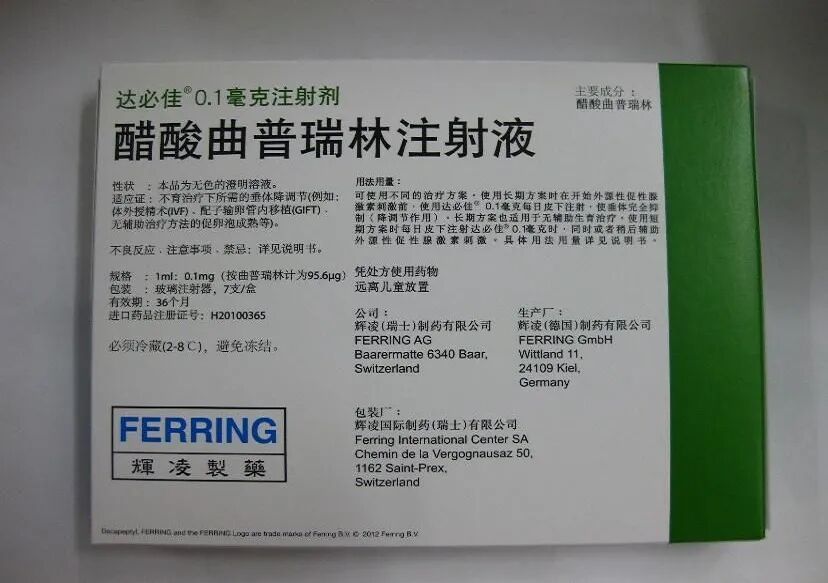 达必佳®0.1毫克注射剂
醋酸曲普瑞林注射液
主要成分：
醋酸曲普瑞林
性状 ：本品为无色的澄明溶液。
适应证：不育治疗下所需的垂体降调节(例如：
体外授精术(IVF)、配子输卵管内移植(GIFT)、
无辅助治疗方法的促卵泡成熟等)。
不良反应、注意事项、禁忌：详见说明书。
规格 ：1ml：0.1mg（按曲普瑞林计为95.6μg）
包装 ：玻璃注射器，7支/盒
有效期：36个月
进口药品注册证号：H20100365
必须冷藏(2-8℃)，避免冻结。
用法用量：
可使用不同的治疗方案。使用长期方案时在开始外源性促性腺
激素刺激前，使用达必佳®0.1毫克每日皮下注射，使垂体完全抑
制（降调节作用）。长期方案也适用于无辅助生育治疗。使用短
期方案时每日皮下注射达必佳®0.1毫克时，同时或者稍后辅助
外源性促性腺激素刺激。具体用法用量详见说明书。
凭处方使用药物
远离儿童放置
公司：
辉凌(瑞士)制药有限公司
FERRING AG
Baarermatte 6340 Baar,
Switzerland
生产厂：
辉凌(德国)制药有限公司
FERRING GmbH
Wittland 11,
24109 Kiel,
Germany
包装厂：
辉凌国际制药(瑞士)有限公司
Ferring International Center SA
Chemin de la Vergognausaz 50,
1162 Saint-Prex,
Switzerland
FERRING
輝凌製藥
Decapeptyl, FERRING and the FERRING Logo are trade marks of Ferring B.V. © 2012 Ferring B.V.